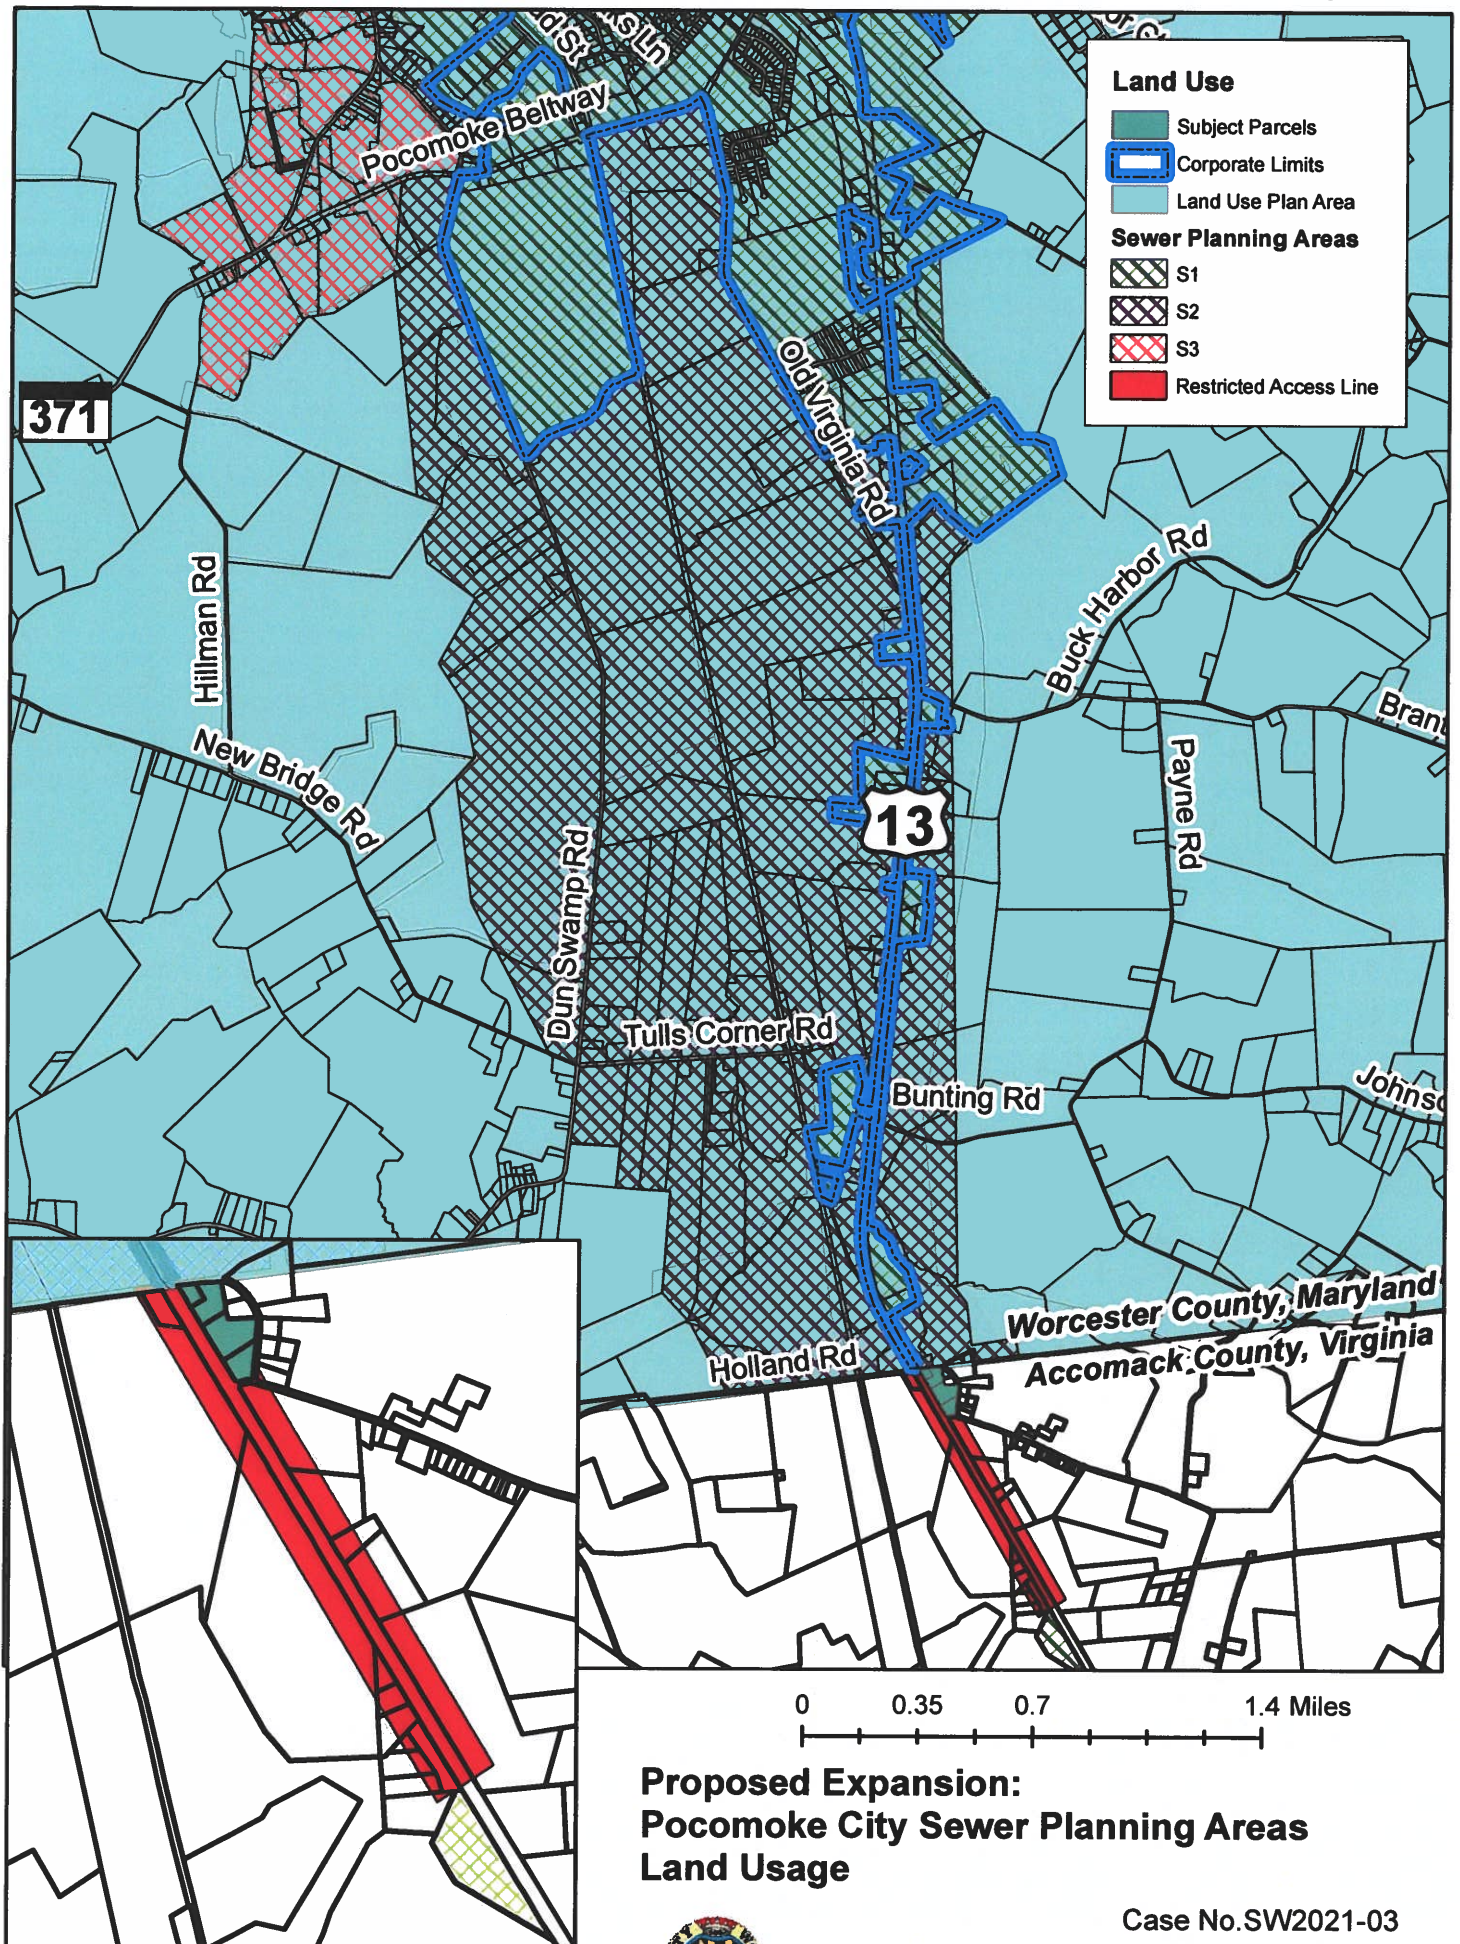 Land Use
Subject Parcels
Corporate Limits
Land Use Plan Area
Sewer Planning Areas
S1
S2
S3
Restricted Access Line
Pocomoke Beltway
371
Old Virginia Rd
Hillman Rd
Buck Harbor Rd
New Bridge Rd
Payne Rd
13
Dun Swamp Rd
Tulls Corner Rd
Bunting Rd
Worcester County, Maryland
Accomack County, Virginia
Holland Rd
0 0.35 0.7 1.4 Miles
Proposed Expansion:
Pocomoke City Sewer Planning Areas
Land Usage
Case No.SW2021-03